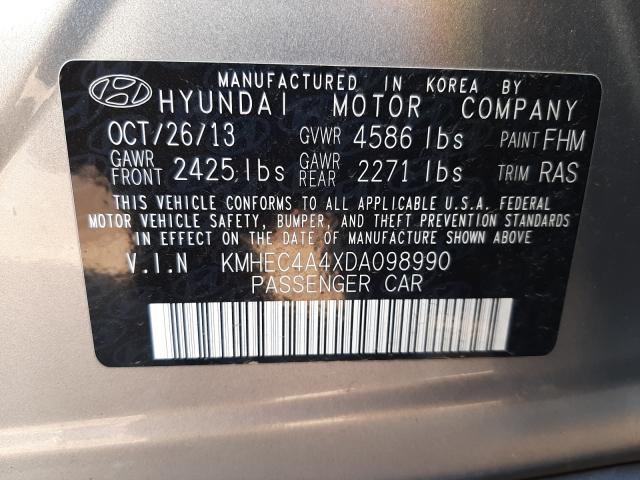 MANUFACTURED IN KOREA BY
HYUNDAI MOTOR COMPANY
OCT/26/13 GVWR 4586 lbs PAINT FHM
GAWR FRONT 2425 lbs GAWR REAR 2271 lbs TRIM RAS
THIS VEHICLE CONFORMS TO ALL APPLICABLE U.S.A. FEDERAL
MOTOR VEHICLE SAFETY, BUMPER, AND THEFT PREVENTION STANDARDS
IN EFFECT ON THE DATE OF MANUFACTURE SHOWN ABOVE
V.I.N KMHEC4A4XDA098990
PASSENGER CAR